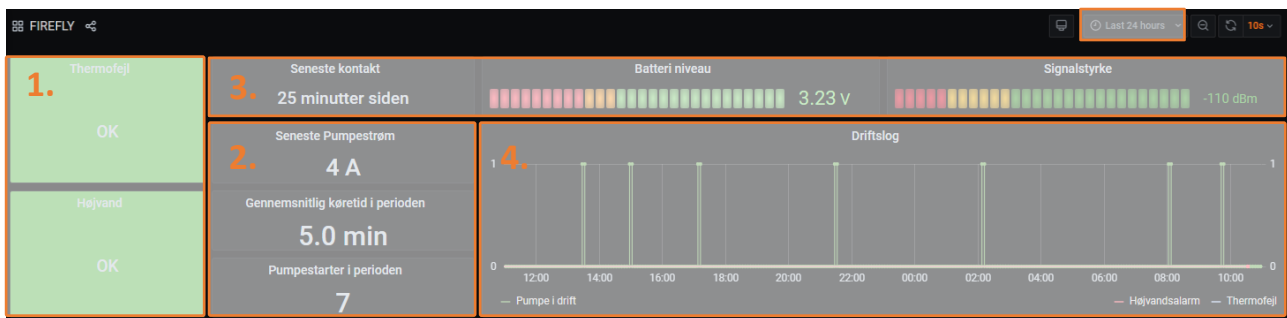 FIREFLY
Last 24 hours
10s
1.
Thermofejl
OK
Højvand
OK
3.
Seneste kontakt
25 minutter siden
Batteri niveau
3.23 V
Signalstyrke
-110 dBm
2.
Seneste Pumpestrøm
4 A
Gennemsnitlig køretid i perioden
5.0 min
Pumpestarter i perioden
7
4.
Driftslog
1 1
0 0
12:00 14:00 16:00 18:00 20:00 22:00 00:00 02:00 04:00 06:00 08:00 10:00
Pumpe i drift Højvandsalarm Thermofejl